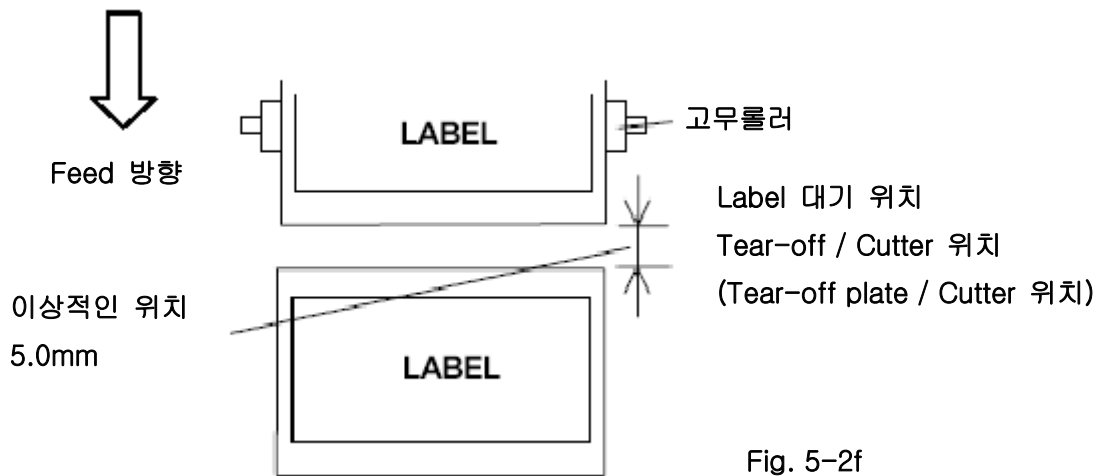 LABEL
고무롤러
Feed 방향
Label 대기 위치
Tear-off / Cutter 위치
(Tear-off plate / Cutter 위치)
이상적인 위치
5.0mm
LABEL
Fig. 5-2f